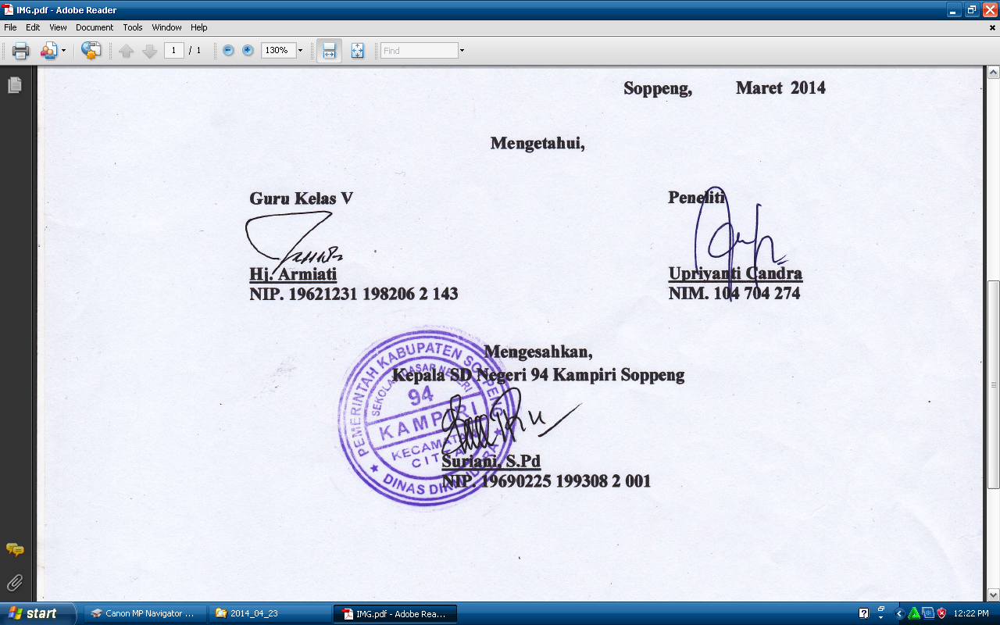 IMG.pdf - Adobe Reader
File Edit View Document Tools Window Help
1 / 1 130% Find
Soppeng, Maret 2014
Mengetahui,
Guru Kelas V
Hj. Armiati
NIP. 19621231 198206 2 143
Peneliti
Upriyanti Candra
NIM. 104 704 274
Mengesahkan,
Kepala SD Negeri 94 Kampiri Soppeng
PEMERINTAH KABUPATEN SOPPENG
SEKOLAH DASAR NEGERI
94
KAMPIRI
KECAMATAN
CITTA
DINAS
Suriani, S.Pd
NIP. 19690225 199308 2 001
start Canon MP Navigator ... 2014_04_23 IMG.pdf - Adobe Rea... 12:22 PM